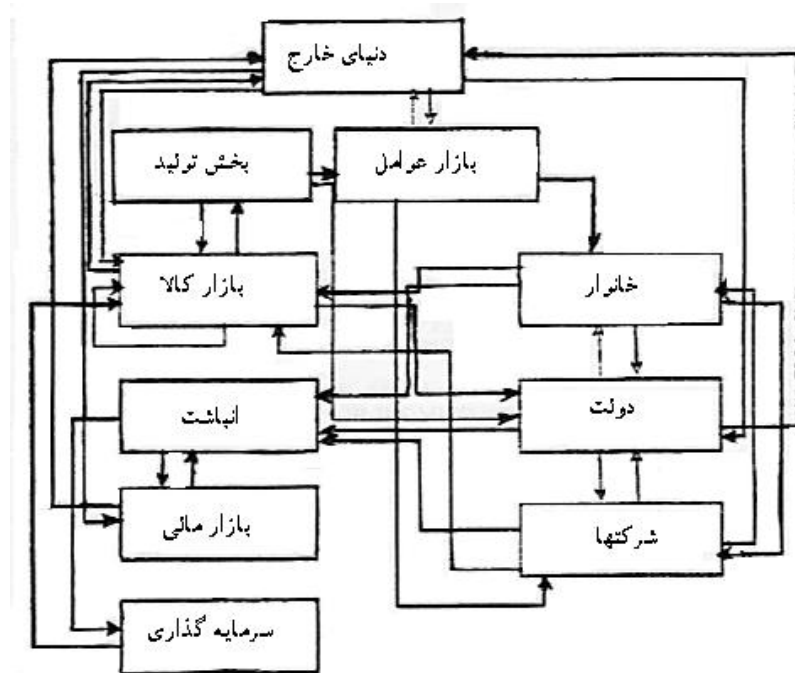 دنیای خارج
بخش تولید
بازار عوامل
بازار کالا
خانوار
انباشت
دولت
بازار مالی
شرکتها
سرمایه گذاری